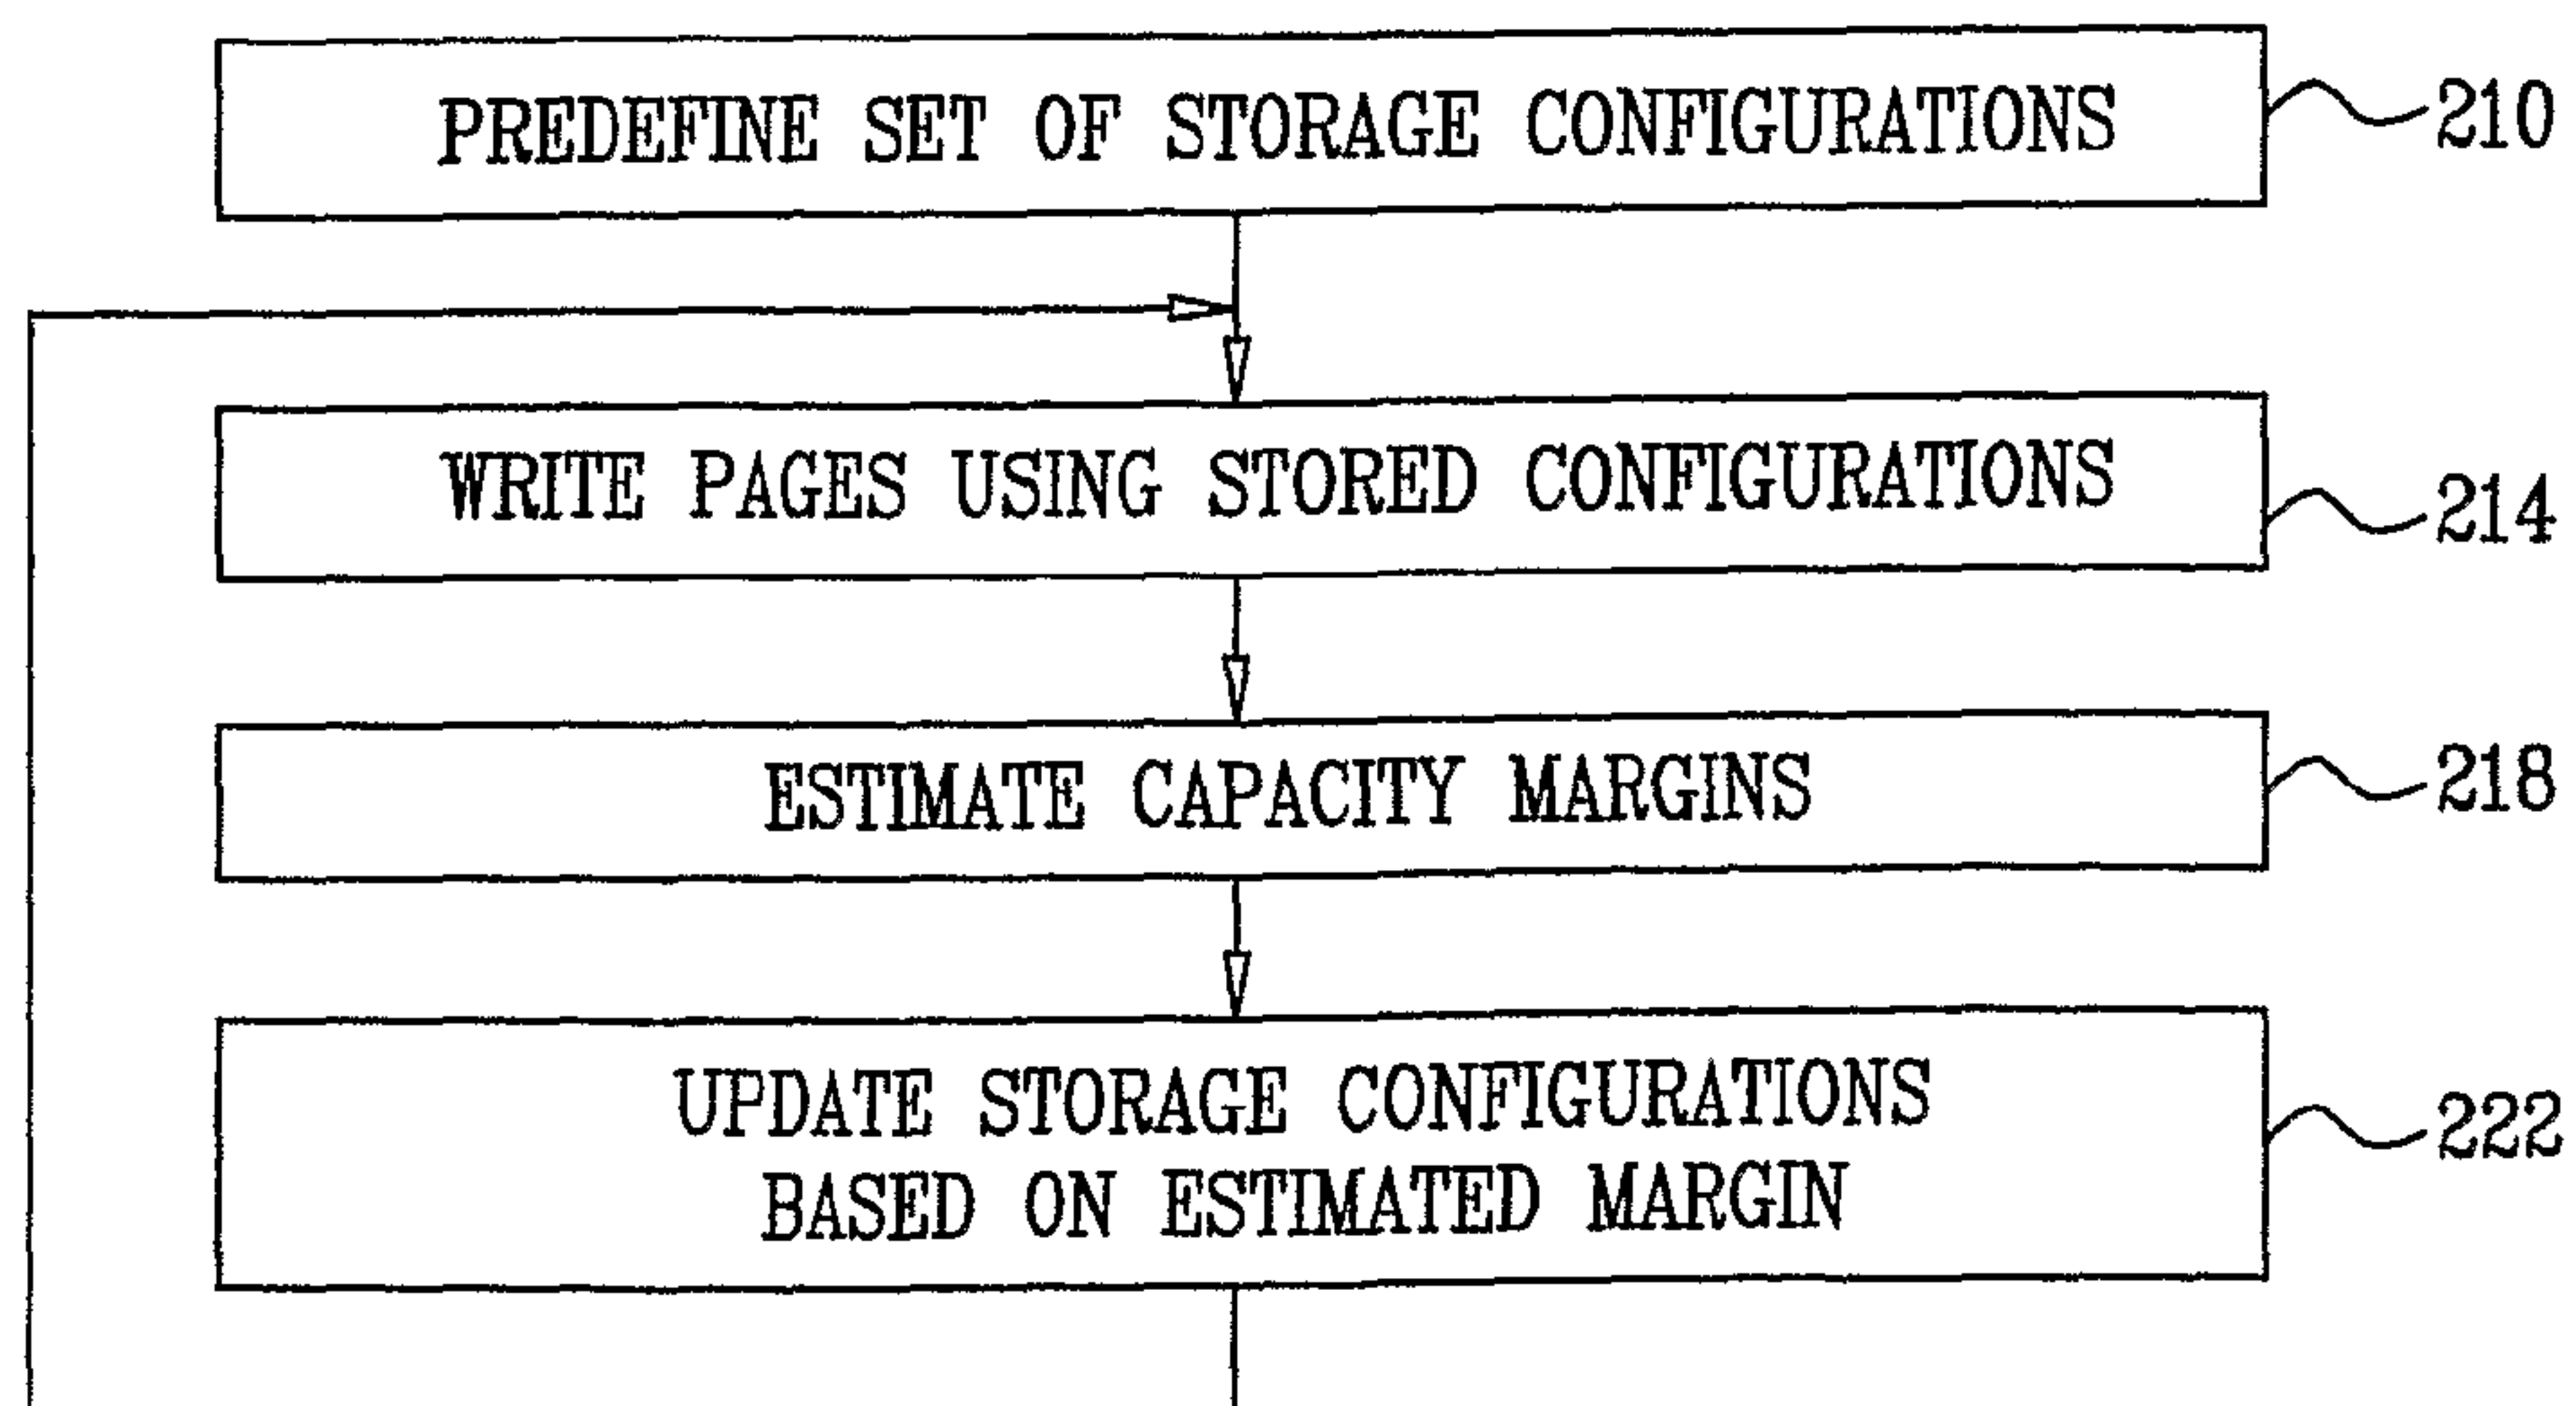 PREDEFINE SET OF STORAGE CONFIGURATIONS
210
WRITE PAGES USING STORED CONFIGURATIONS
214
ESTIMATE CAPACITY MARGINS
218
UPDATE STORAGE CONFIGURATIONS
BASED ON ESTIMATED MARGIN
222